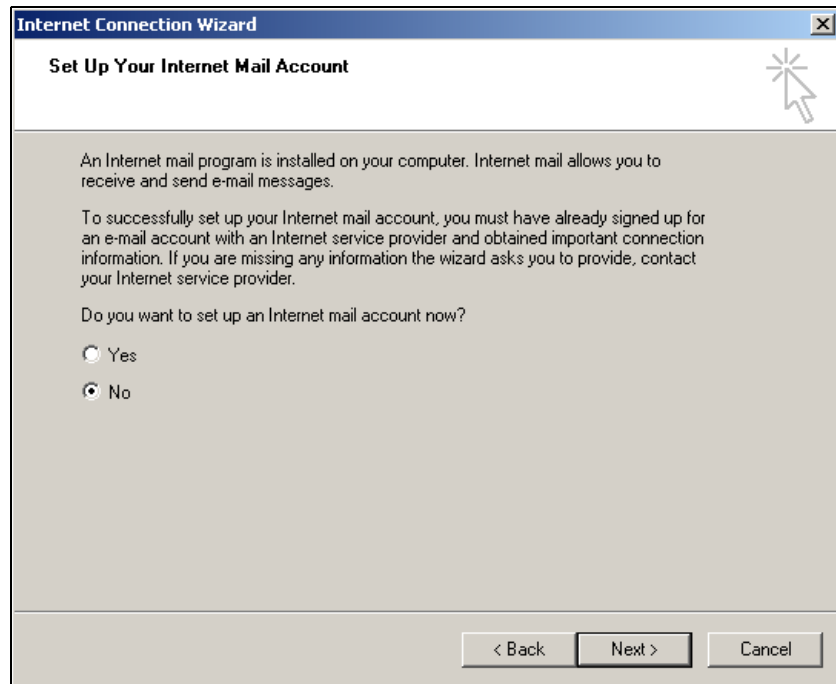 Internet Connection Wizard
Set Up Your Internet Mail Account
An Internet mail program is installed on your computer. Internet mail allows you to
receive and send e-mail messages.
To successfully set up your Internet mail account, you must have already signed up for
an e-mail account with an Internet service provider and obtained important connection
information. If you are missing any information the wizard asks you to provide, contact
your Internet service provider.
Do you want to set up an Internet mail account now?
Yes
No
< Back Next > Cancel